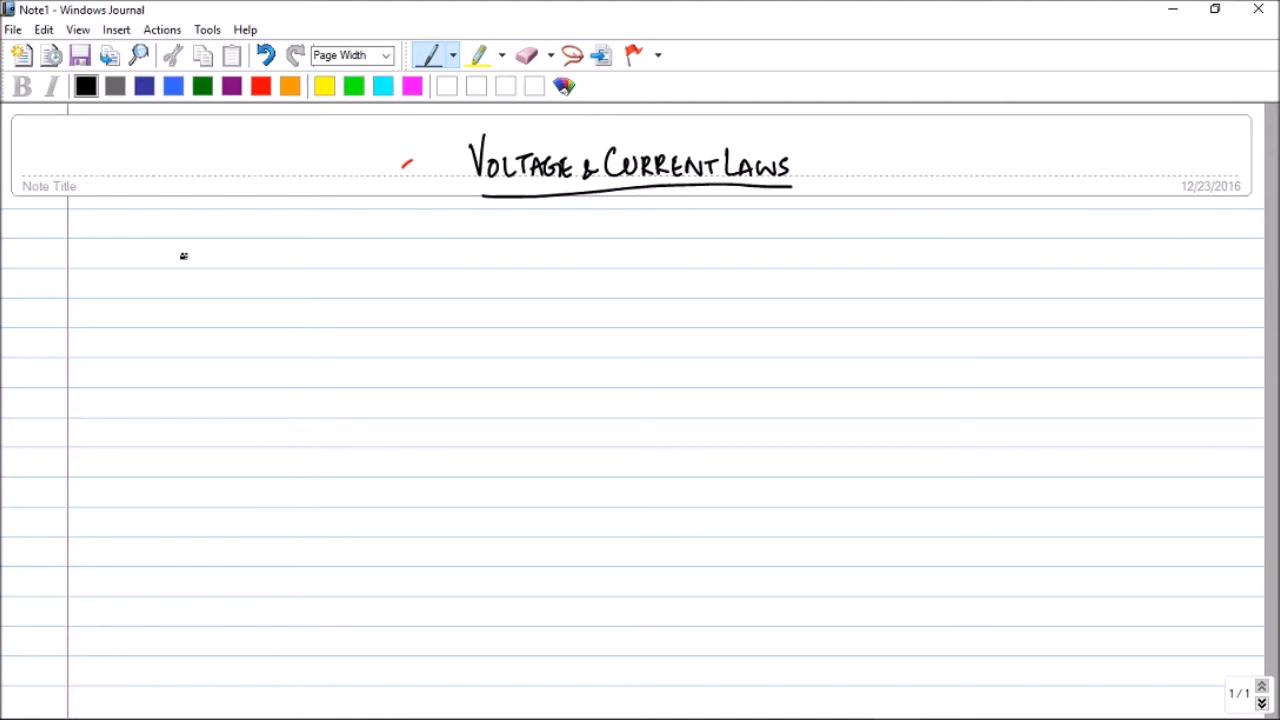 Note1 - Windows Journal
File Edit View Insert Actions Tools Help
Page Width
B I
VOLTAGE & CURRENT LAWS
Note Title 12/23/2016
1 / 1